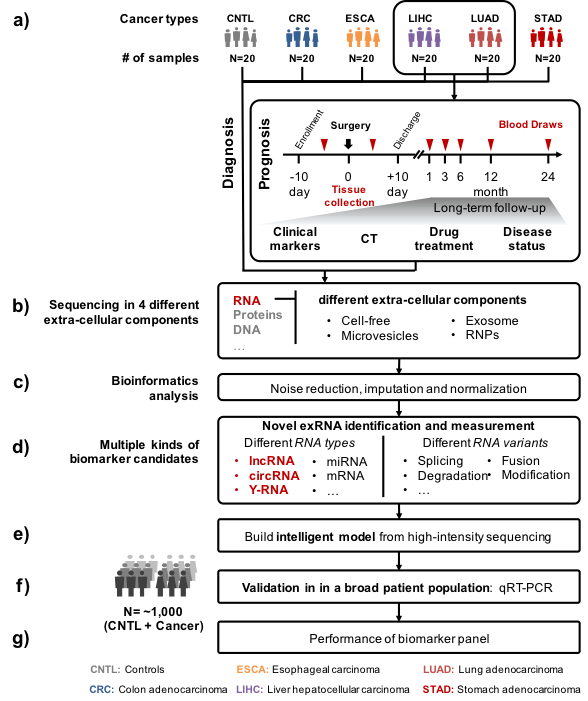 a)
Cancer types
CNTL CRC ESCA LIHC LUAD STAD
# of samples
N=20 N=20 N=20 N=20 N=20 N=20
Diagnosis
Prognosis
Enrollment
Surgery
Discharge
Blood Draws
-10 0 +10 1 3 6 12 24
day day month
Tissue
collection
Long-term follow-up
Clinical
markers
CT
Drug
treatment
Disease
status
b)
Sequencing in 4 different
extra-cellular components
RNA
Proteins
DNA
...
different extra-cellular components
• Cell-free • Exosome
• Microvesicles • RNPs
c)
Bioinformatics
analysis
Noise reduction, imputation and normalization
d)
Multiple kinds of
biomarker candidates
Novel exRNA identification and measurement
Different RNA types
• lncRNA • miRNA
• circRNA • mRNA
• Y-RNA • ...
Different RNA variants
• Splicing • Fusion
• Degradation • Modification
• ...
e)
Build intelligent model from high-intensity sequencing
f)
Validation in in a broad patient population: qRT-PCR
N= ~1,000
(CNTL + Cancer)
g)
Performance of biomarker panel
CNTL: Controls ESCA: Esophageal carcinoma LUAD: Lung adenocarcinoma
CRC: Colon adenocarcinoma LIHC: Liver hepatocellular carcinoma STAD: Stomach adenocarcinoma